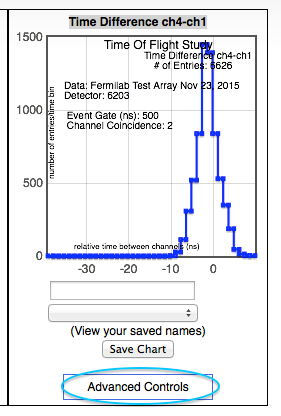 Time Difference ch4-ch1
Time Of Flight Study
Time Difference ch4-ch1
# of Entries: 6626
Data: Fermilab Test Array Nov 23, 2015
Detector: 6203
Event Gate (ns): 500
Channel Coincidence: 2
number of entries/time bin
1500
1000
500
0
relative time between channels (ns)
-30 -20 -10 0
(View your saved names)
Save Chart
Advanced Controls